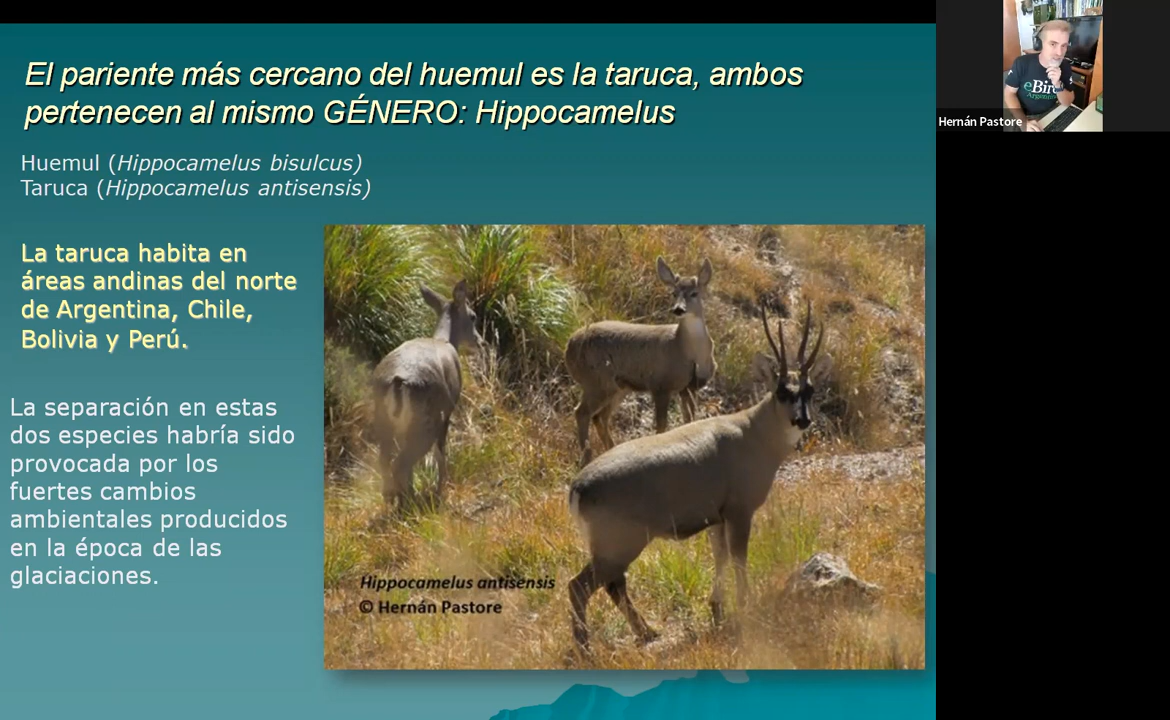 El pariente más cercano del huemul es la taruca, ambos
pertenecen al mismo GÉNERO: Hippocamelus
Huemul (Hippocamelus bisulcus)
Taruca (Hippocamelus antisensis)
La taruca habita en
áreas andinas del norte
de Argentina, Chile,
Bolivia y Perú.
La separación en estas
dos especies habría sido
provocada por los
fuertes cambios
ambientales producidos
en la época de las
glaciaciones.
Hippocamelus antisensis
© Hernán Pastore
eBird
Argentina
Hernán Pastore